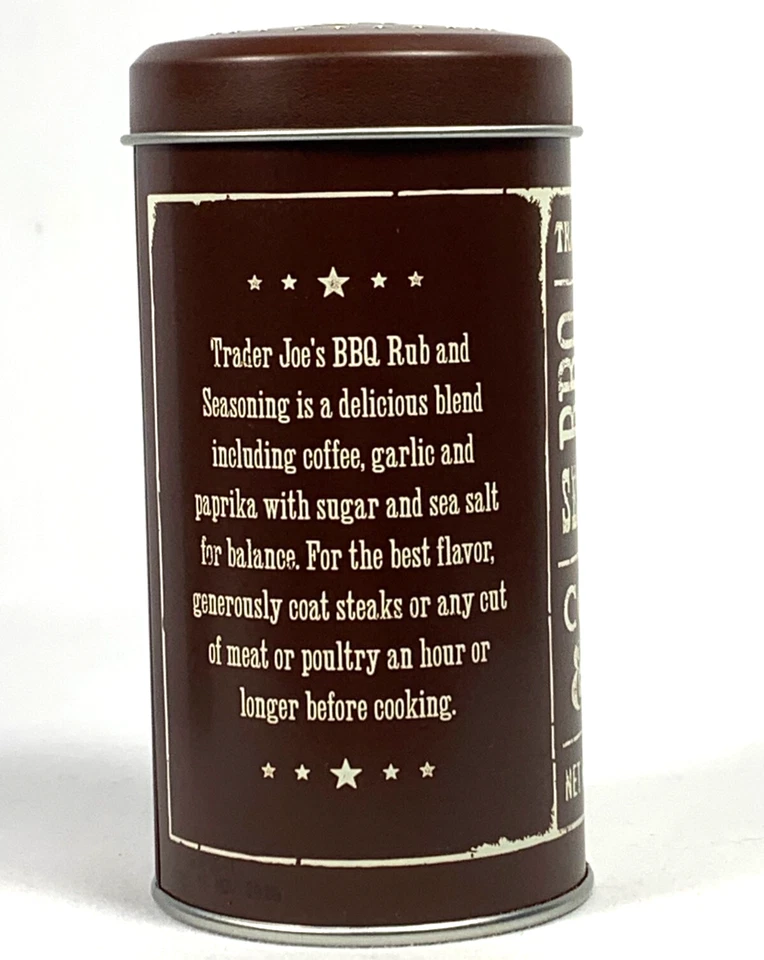 Trader Joe's BBQ Rub and
Seasoning is a delicious blend
including coffee, garlic and
paprika with sugar and sea salt
for balance. For the best flavor,
generously coat steaks or any cut
of meat or poultry an hour or
longer before cooking.
BBQ
&
NET